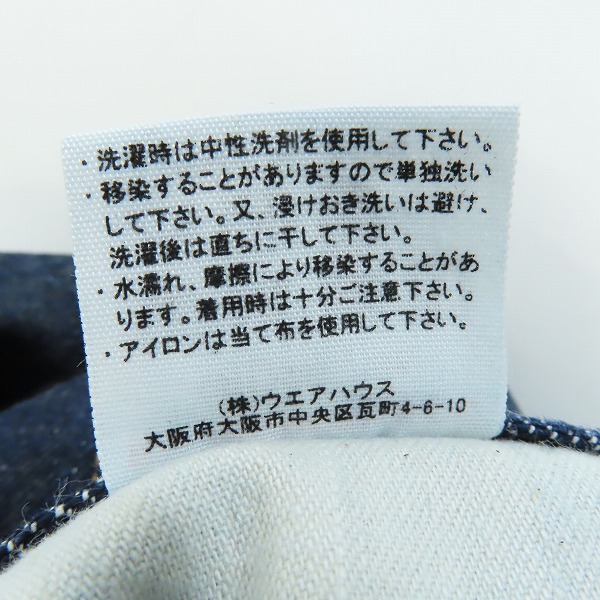 ・洗濯時は中性洗剤を使用して下さい。
・移染することがありますので単独洗い
して下さい。又、浸けおき洗いは避け、
洗濯後は直ちに干して下さい。
・水濡れ、摩擦により移染することがあ
ります。着用時は十分ご注意下さい。
・アイロンは当て布を使用して下さい。
(株)ウエアハウス
大阪府大阪市中央区瓦町4-6-10